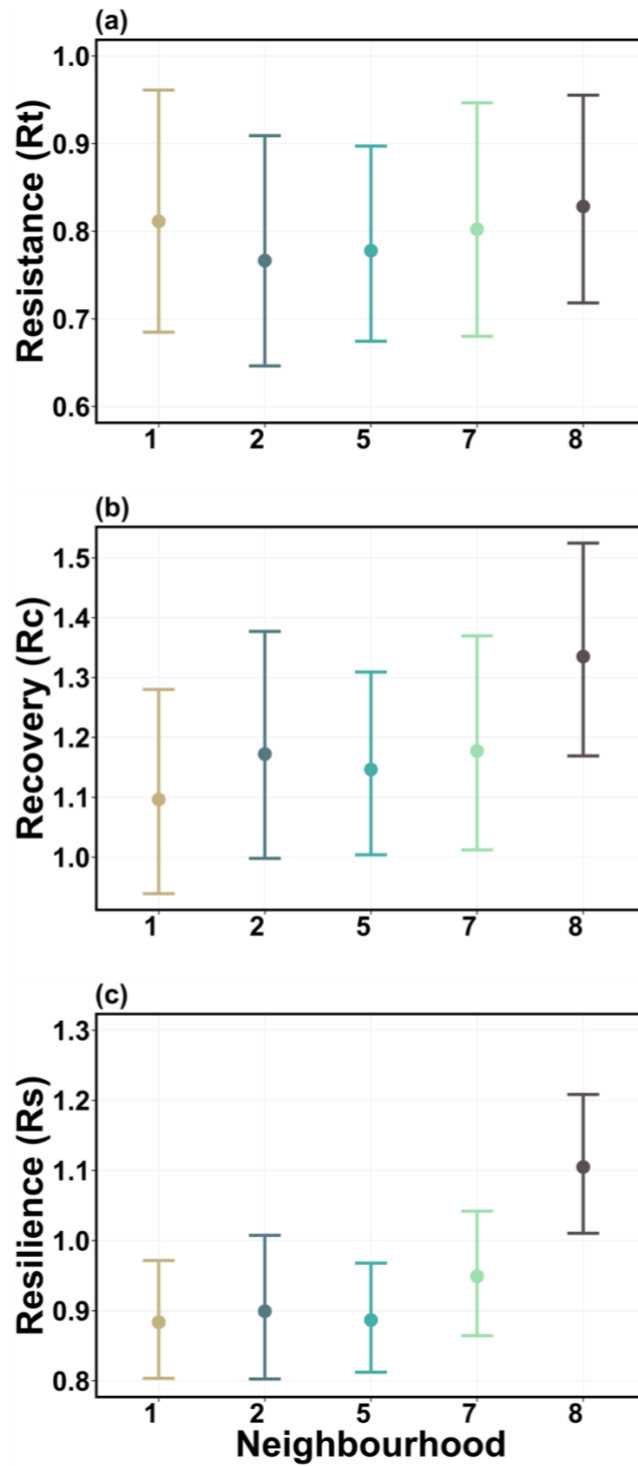 (a)
Resistance (Rt)
1.0
0.9
0.8
0.7
0.6
1 2 5 7 8
(b)
Recovery (Rc)
1.5
1.4
1.3
1.2
1.1
1.0
1 2 5 7 8
(c)
Resilience (Rs)
1.3
1.2
1.1
1.0
0.9
0.8
1 2 5 7 8
Neighbourhood